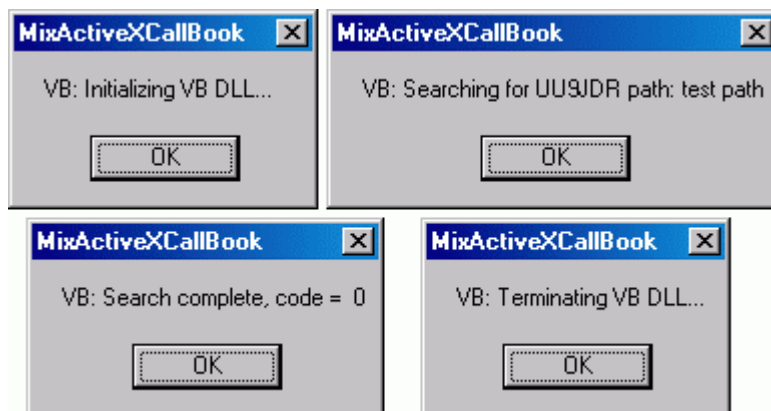 MixActiveXCallBook
VB: Initializing VB DLL...
OK
MixActiveXCallBook
VB: Searching for UU9JDR path: test path
OK
MixActiveXCallBook
VB: Search complete, code = 0
OK
MixActiveXCallBook
VB: Terminating VB DLL...
OK